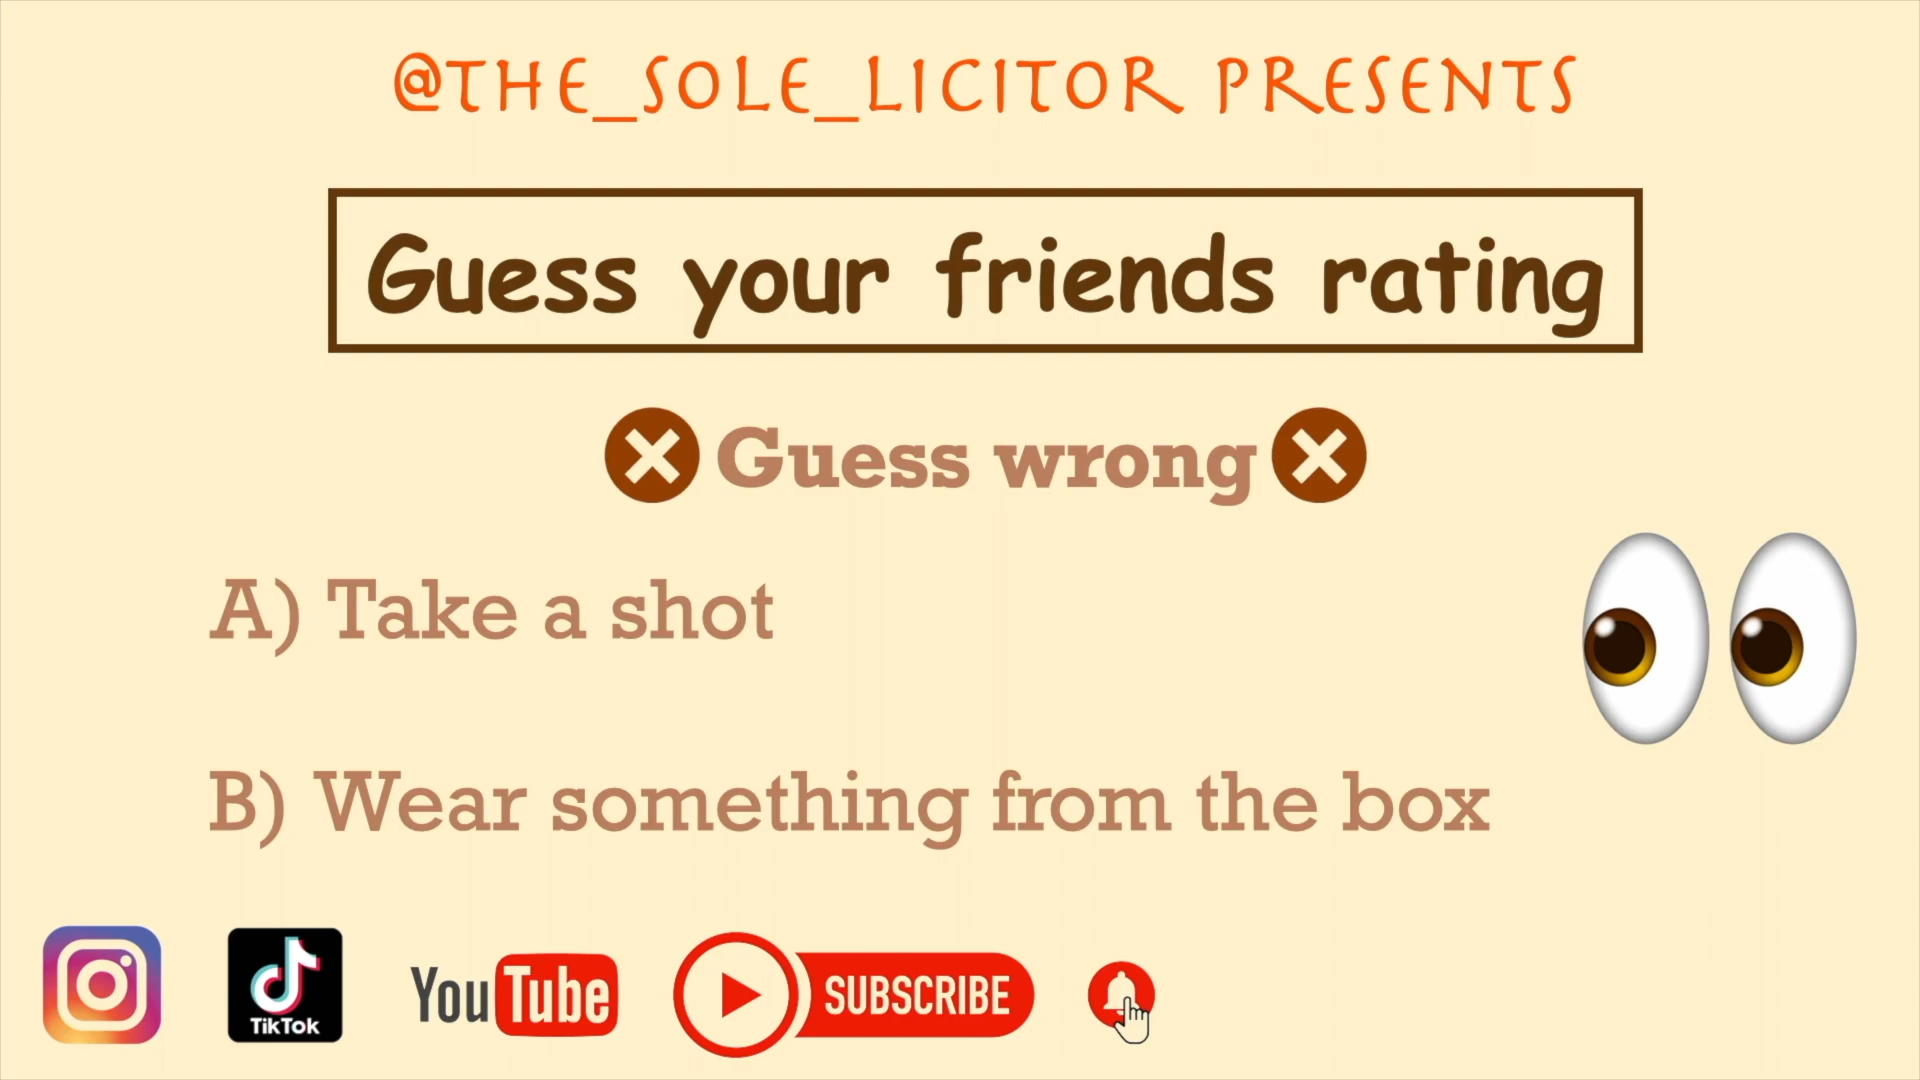 @THE_SOLE_LICITOR PRESENTS
Guess your friends rating
Guess wrong
A) Take a shot
B) Wear something from the box
TikTok
YouTube
SUBSCRIBE